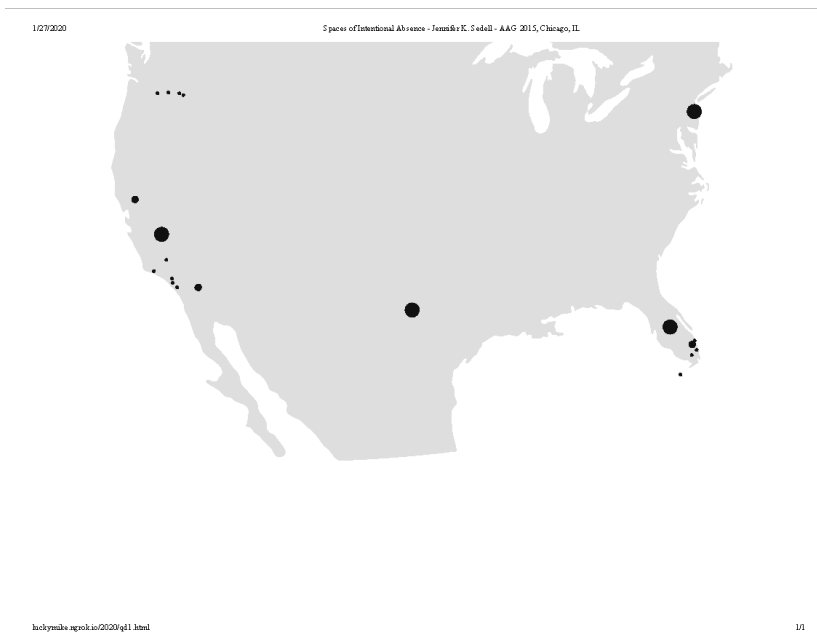 1/27/2020
Spaces of Intentional Absence - Jennifer K. Sedell - AAG 2015, Chicago, IL
luckymike.ngrok.io/2020/qd1.html
1/1